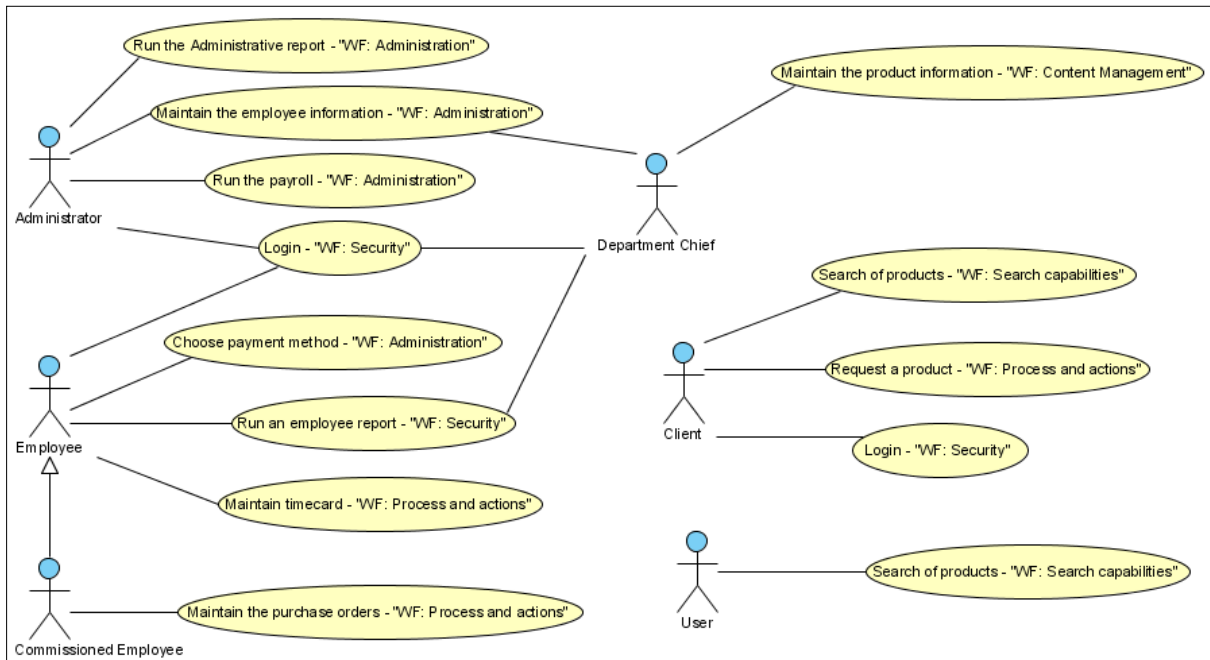 Run the Administrative report - "WF: Administration"
Maintain the product information - "WF: Content Management"
Maintain the employee information - "WF: Administration"
Run the payroll - "WF: Administration"
Administrator
Department Chief
Login - "WF: Security"
Search of products - "WF: Search capabilities"
Choose payment method - "WF: Administration"
Request a product - "WF: Process and actions"
Run an employee report - "WF: Security"
Employee
Client
Login - "WF: Security"
Maintain timecard - "WF: Process and actions"
Search of products - "WF: Search capabilities"
Maintain the purchase orders - "WF: Process and actions"
User
Commissioned Employee